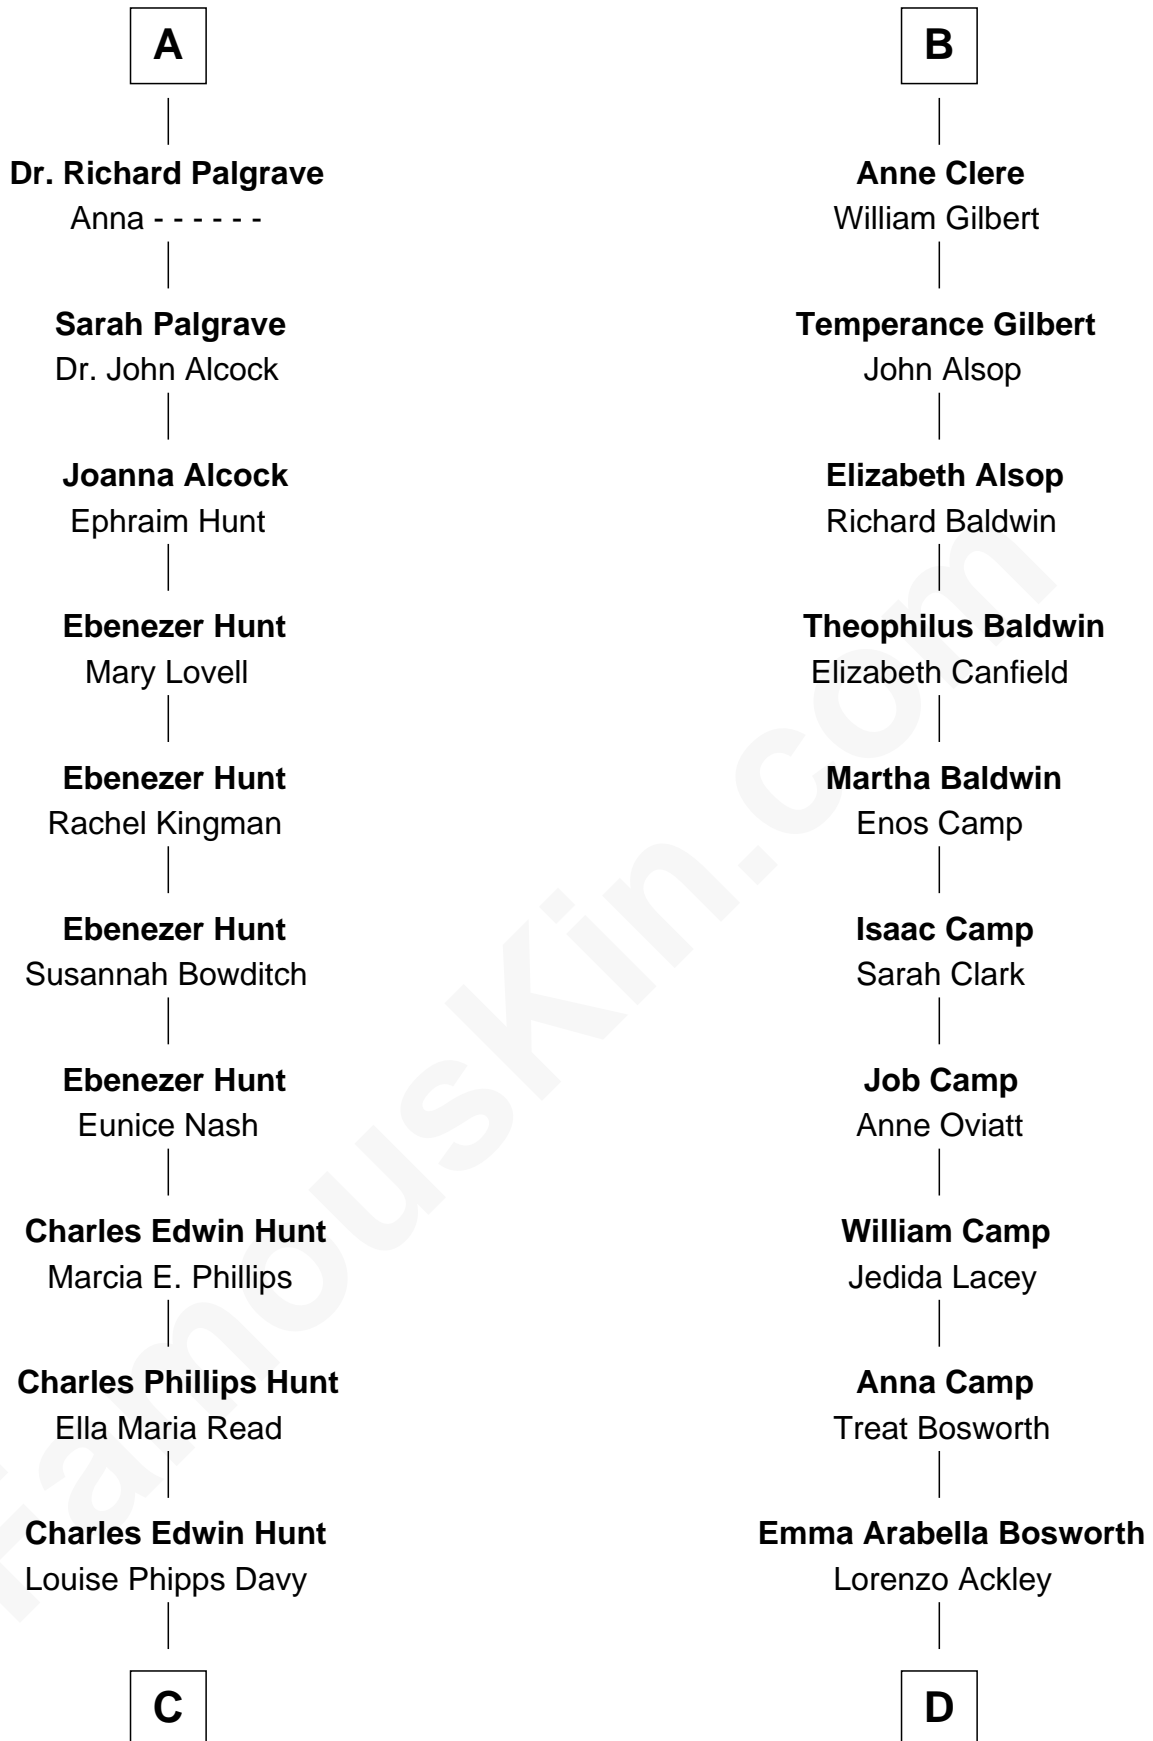 A
Dr. Richard Palgrave
Anna - - - - - -
Sarah Palgrave
Dr. John Alcock
Joanna Alcock
Ephraim Hunt
Ebenezer Hunt
Mary Lovell
Ebenezer Hunt
Rachel Kingman
Ebenezer Hunt
Susannah Bowditch
Ebenezer Hunt
Eunice Nash
Charles Edwin Hunt
Marcia E. Phillips
Charles Phillips Hunt
Ella Maria Read
Charles Edwin Hunt
Louise Phipps Davy
C
B
Anne Clere
William Gilbert
Temperance Gilbert
John Alsop
Elizabeth Alsop
Richard Baldwin
Theophilus Baldwin
Elizabeth Canfield
Martha Baldwin
Enos Camp
Isaac Camp
Sarah Clark
Job Camp
Anne Oviatt
William Camp
Jedida Lacey
Anna Camp
Treat Bosworth
Emma Arabella Bosworth
Lorenzo Ackley
D
FamousKin.com